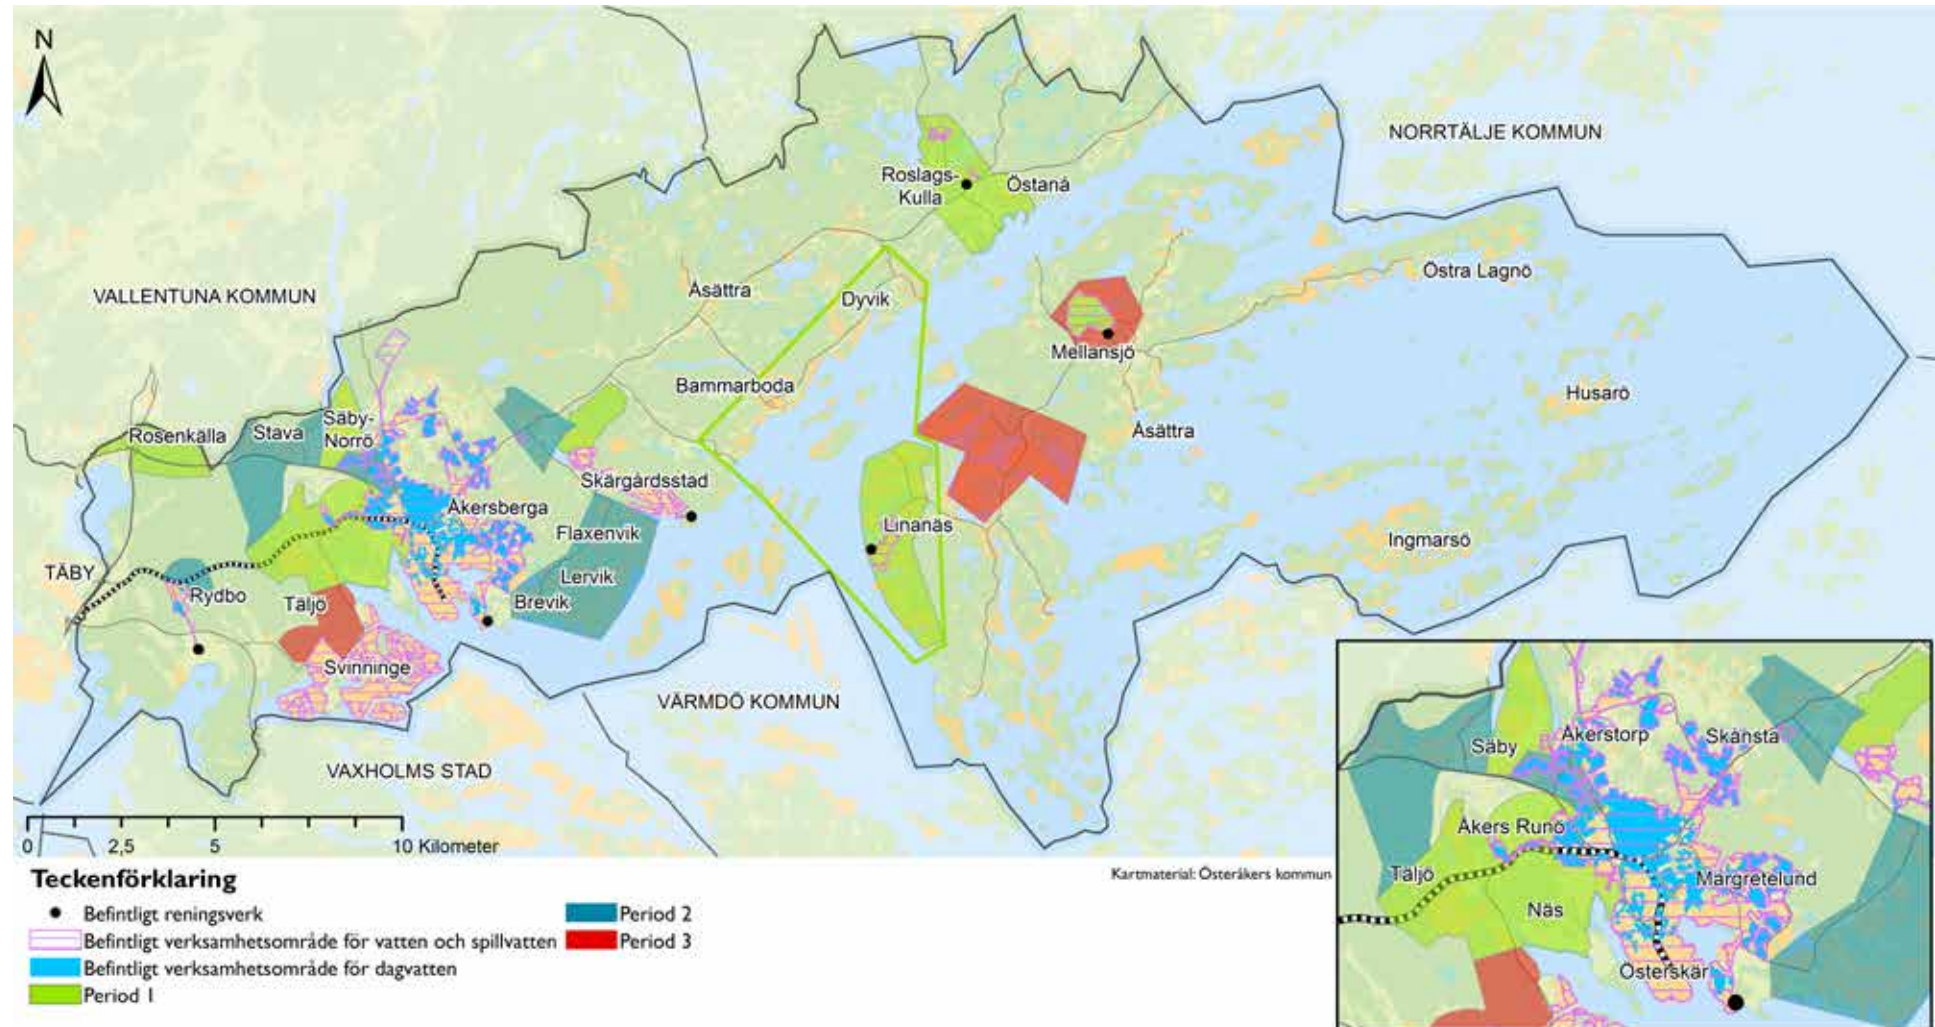 N
NORRTÄLJE KOMMUN
Roslags-
Kulla
Östanå
VALLENTUNA KOMMUN
Åsättra
Dyvik
Östra Lagnö
Mellansjö
Bammarboda
Husarö
Rosenkälla
Stava
Säby-
Norrö
Åsättra
Skärgårdsstad
Åkersberga
Linanäs
Flaxenvik
Ingmarsö
TÄBY
Lervik
Rydbo
Täljö
Brevik
Svinninge
VÄRMDÖ KOMMUN
VAXHOLMS STAD
0 2,5 5 10 Kilometer
Kartmaterial: Österåkers kommun
Teckenförklaring
Befintligt reningsverk
Befintligt verksamhetsområde för vatten och spillvatten
Befintligt verksamhetsområde för dagvatten
Period 1
Period 2
Period 3
Säby
Åkerstorp
Skånsta
Åkers Runö
Täljö
Margretelund
Näs
Österskär